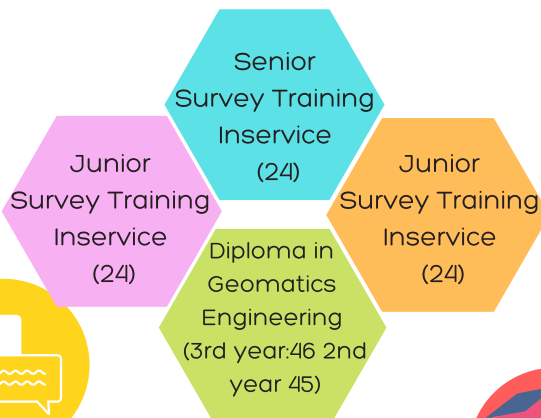 Senior
Survey Training
Inservice
(24)
Junior
Survey Training
Inservice
(24)
Junior
Survey Training
Inservice
(24)
Diploma in
Geomatics
Engineering
(3rd year:46 2nd
year 45)